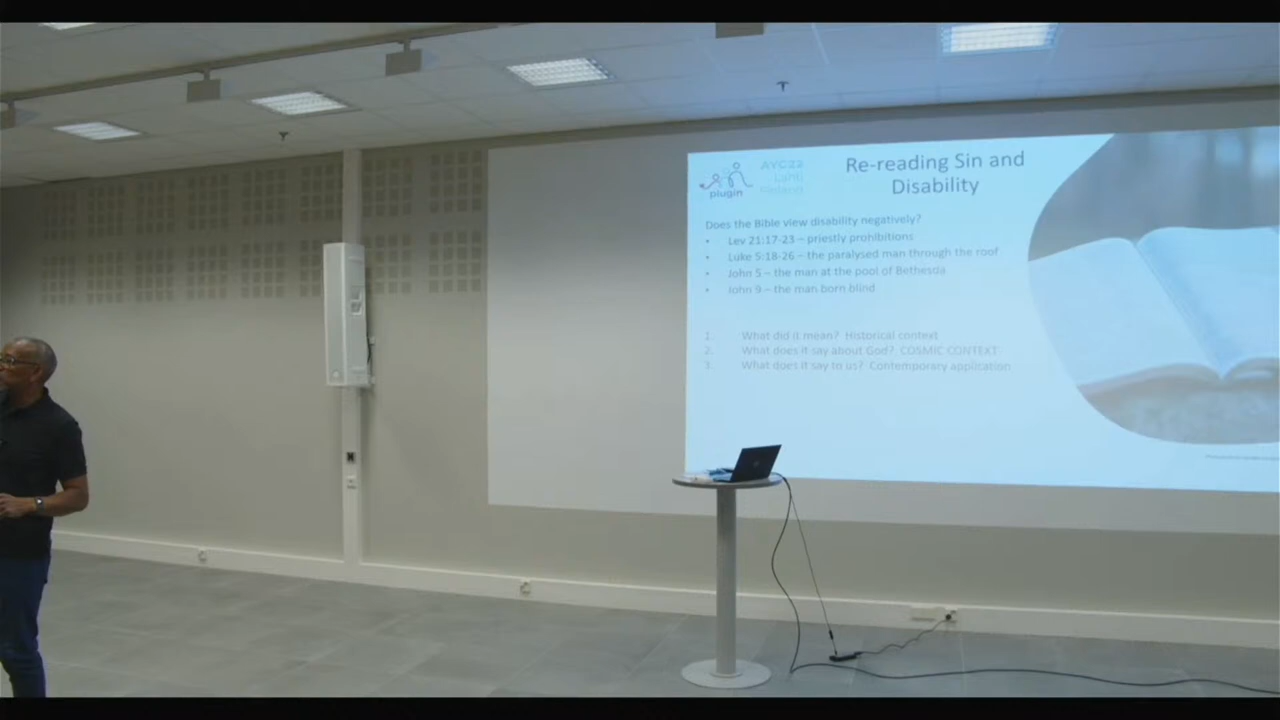 plugin
AYC22
Lahti
Finland
Re-reading Sin and
Disability
Does the Bible view disability negatively?
• Lev 21:17-23 – priestly prohibitions
• Luke 5:18-26 – the paralysed man through the roof
• John 5 – the man at the pool of Bethesda
• John 9 – the man born blind
1. What did it mean? Historical context
2. What does it say about God? COSMIC CONTEXT
3. What does it say to us? Contemporary application